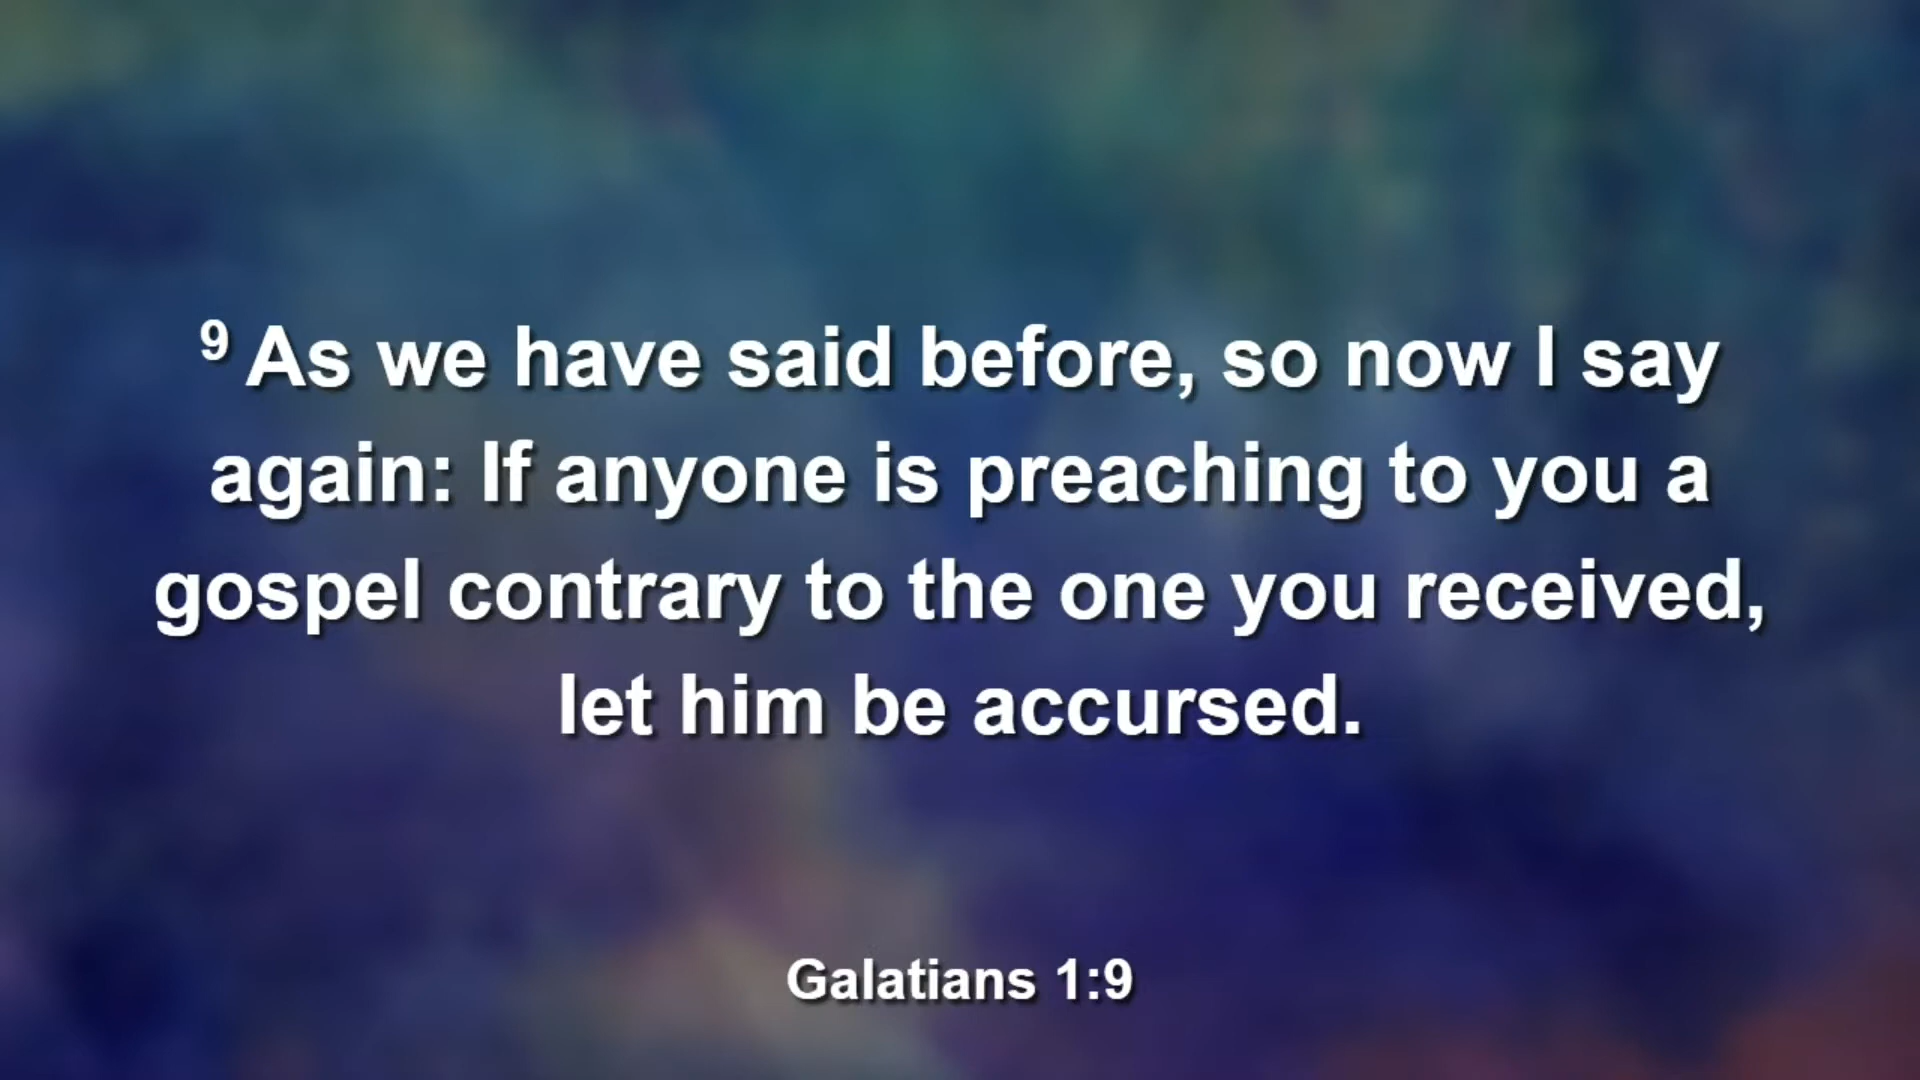 9 As we have said before, so now I say
again: If anyone is preaching to you a
gospel contrary to the one you received,
let him be accursed.
Galatians 1:9